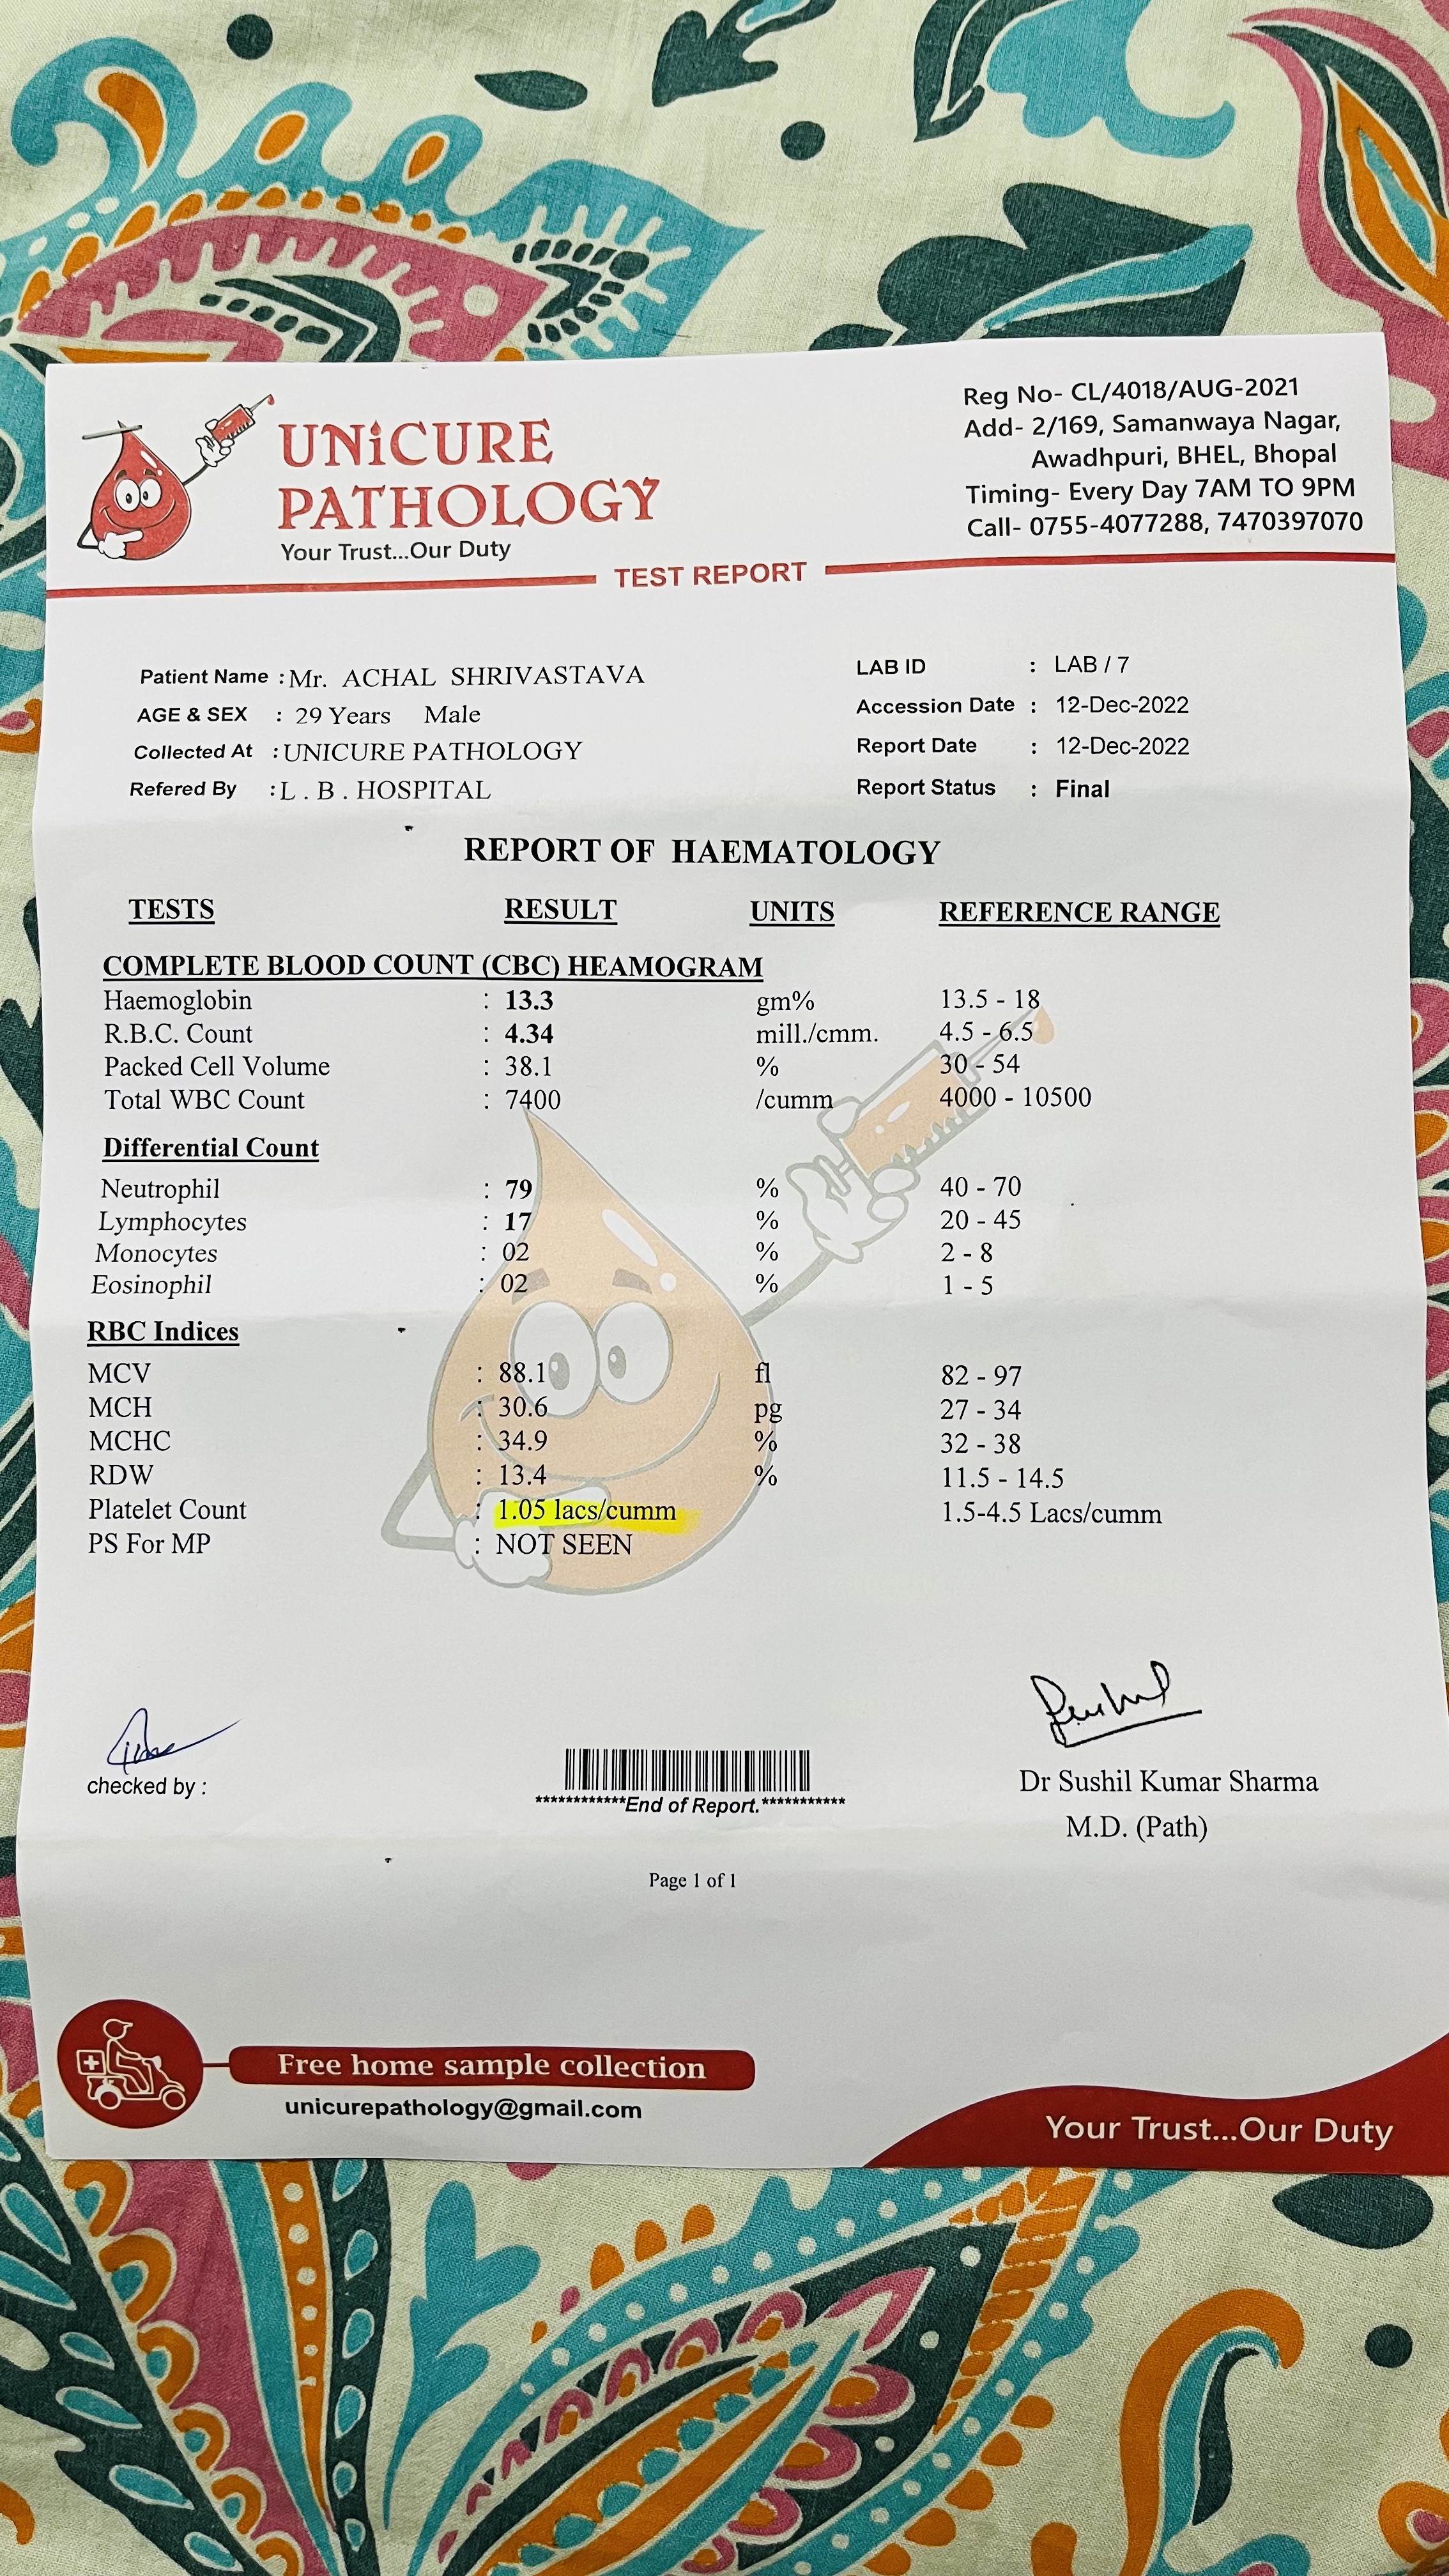 UNiCURE
PATHOLOGY
Your Trust...Our Duty
Reg No- CL/4018/AUG-2021
Add- 2/169, Samanwaya Nagar,
Awadhpuri, BHEL, Bhopal
Timing- Every Day 7AM TO 9PM
Call- 0755-4077288, 7470397070
TEST REPORT
Patient Name : Mr. ACHAL SHRIVASTAVA
AGE & SEX : 29 Years Male
Collected At : UNICURE PATHOLOGY
Refered By : L . B . HOSPITAL
LAB ID : LAB / 7
Accession Date : 12-Dec-2022
Report Date : 12-Dec-2022
Report Status : Final
REPORT OF HAEMATOLOGY
TESTS RESULT UNITS REFERENCE RANGE
COMPLETE BLOOD COUNT (CBC) HEAMOGRAM
Haemoglobin : 13.3 gm% 13.5 - 18
R.B.C. Count : 4.34 mill./cmm. 4.5 - 6.5
Packed Cell Volume : 38.1 % 30 - 54
Total WBC Count : 7400 /cumm 4000 - 10500
Differential Count
Neutrophil : 79 % 40 - 70
Lymphocytes : 17 % 20 - 45
Monocytes : 02 % 2 - 8
Eosinophil : 02 % 1 - 5
RBC Indices
MCV : 88.1 fl 82 - 97
MCH : 30.6 pg 27 - 34
MCHC : 34.9 % 32 - 38
RDW : 13.4 % 11.5 - 14.5
Platelet Count : 1.05 lacs/cumm 1.5-4.5 Lacs/cumm
PS For MP : NOT SEEN
checked by :
************End of Report.***********
Dr Sushil Kumar Sharma
M.D. (Path)
Page 1 of 1
Free home sample collection
unicurepathology@gmail.com
Your Trust...Our Duty